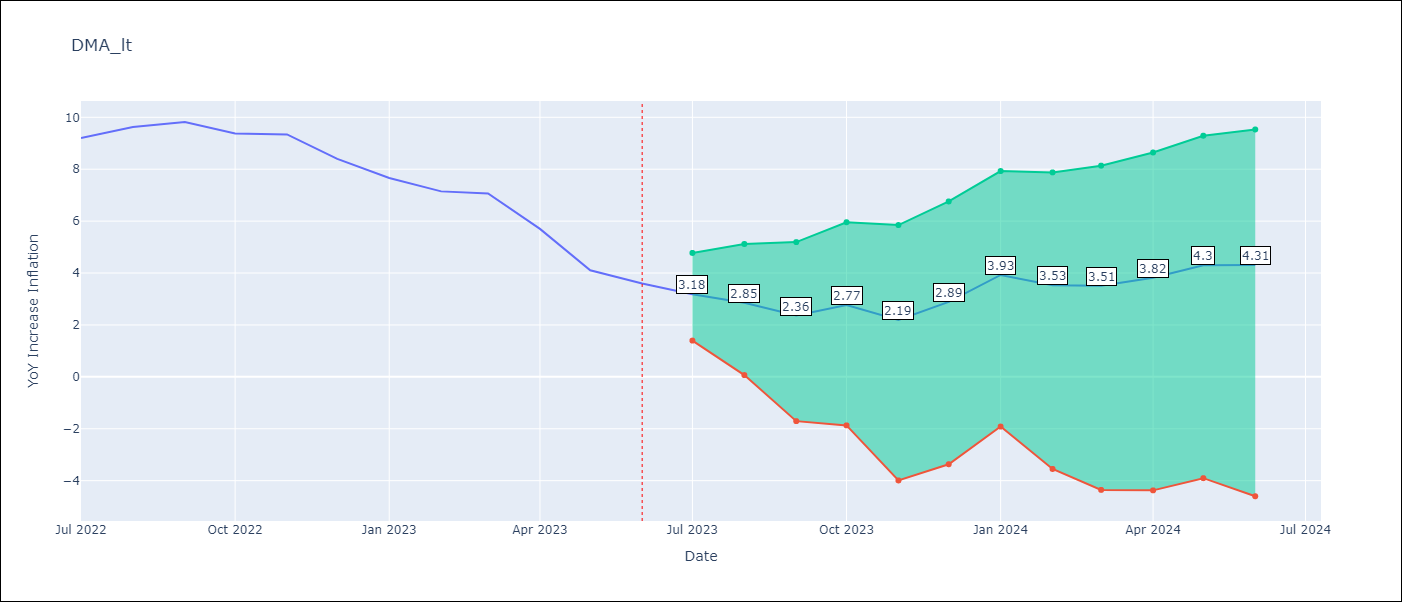 DMA_lt
YoY Increase Inflation
10
8
6
4
2
0
−2
−4
3.18
2.85
2.36
2.77
2.19
2.89
3.93
3.53
3.51
3.82
4.3
4.31
Jul 2022
Oct 2022
Jan 2023
Apr 2023
Jul 2023
Oct 2023
Jan 2024
Apr 2024
Jul 2024
Date